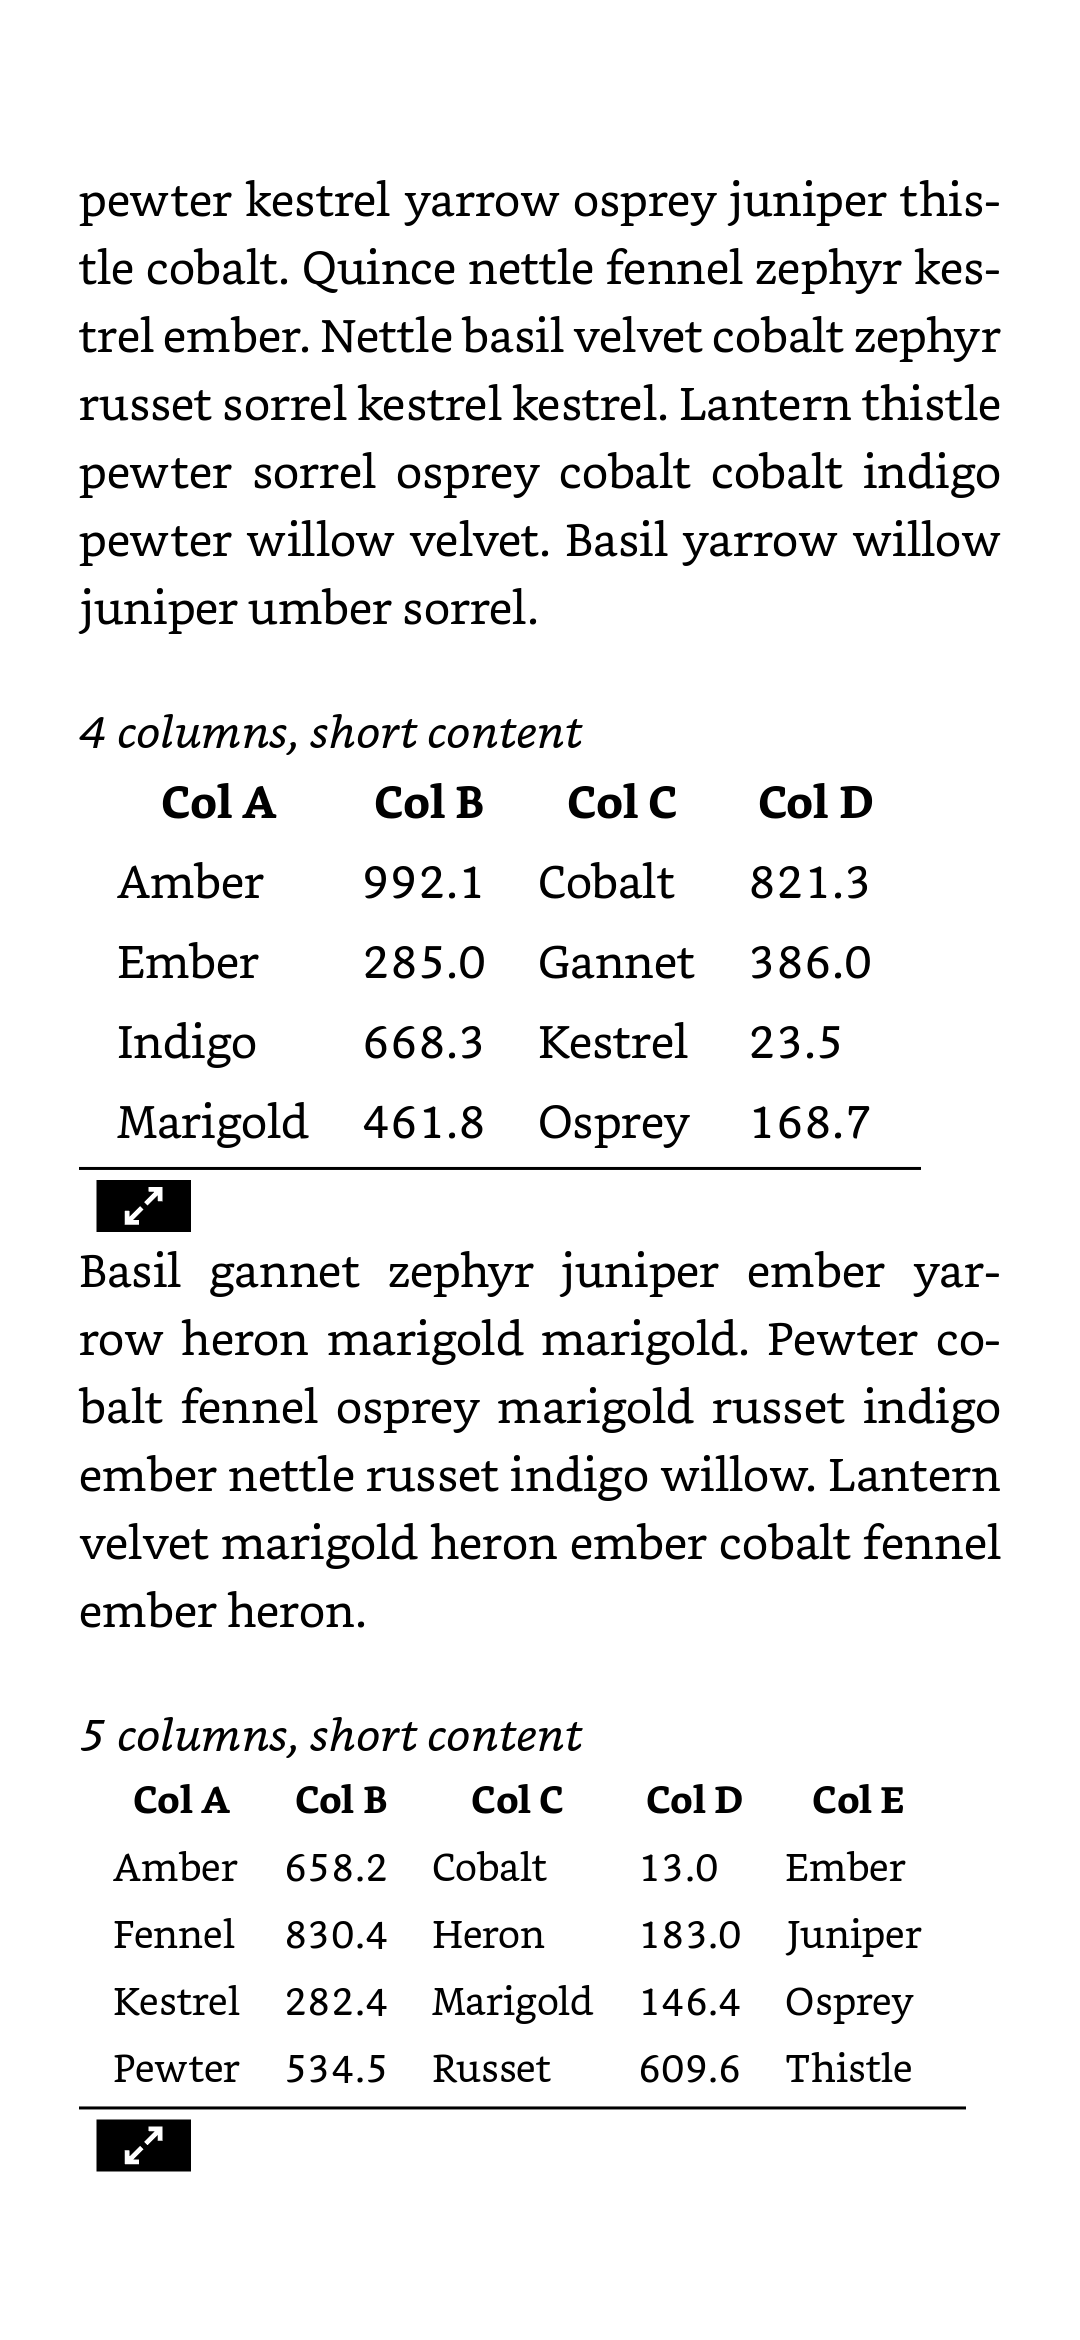 pewter kestrel yarrow osprey juniper this-
tle cobalt. Quince nettle fennel zephyr kes-
trel ember. Nettle basil velvet cobalt zephyr
russet sorrel kestrel kestrel. Lantern thistle
pewter sorrel osprey cobalt cobalt indigo
pewter willow velvet. Basil yarrow willow
juniper umber sorrel.
4 columns, short content
Col A Col B Col C Col D
Amber 992.1 Cobalt 821.3
Ember 285.0 Gannet 386.0
Indigo 668.3 Kestrel 23.5
Marigold 461.8 Osprey 168.7
Basil gannet zephyr juniper ember yar-
row heron marigold marigold. Pewter co-
balt fennel osprey marigold russet indigo
ember nettle russet indigo willow. Lantern
velvet marigold heron ember cobalt fennel
ember heron.
5 columns, short content
Col A Col B Col C Col D Col E
Amber 658.2 Cobalt 13.0 Ember
Fennel 830.4 Heron 183.0 Juniper
Kestrel 282.4 Marigold 146.4 Osprey
Pewter 534.5 Russet 609.6 Thistle